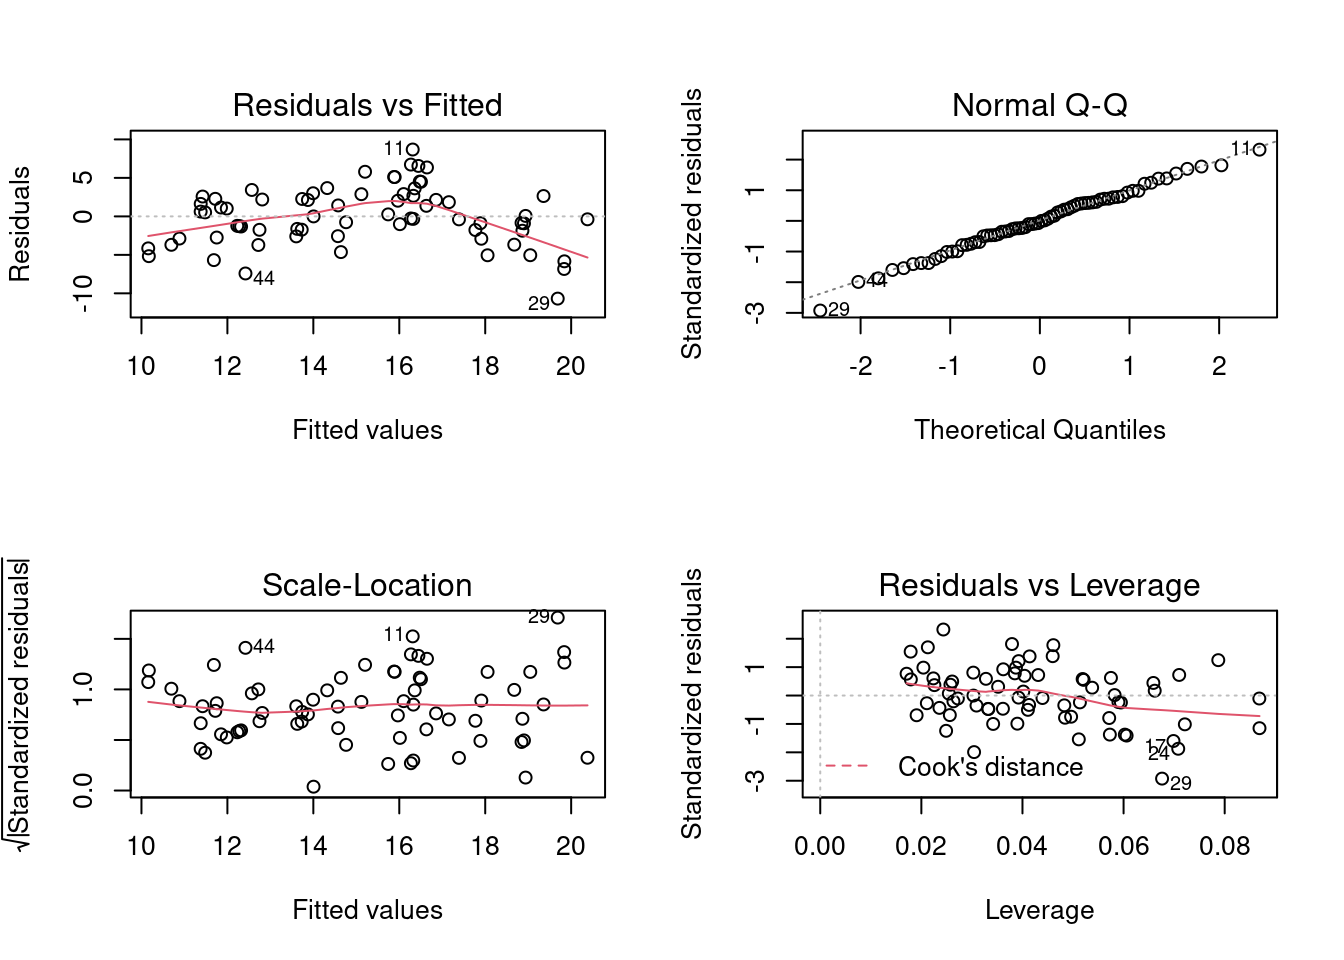 Residuals vs Fitted
Residuals
5
0
-10
11
44
29
10 12 14 16 18 20
Fitted values
Normal Q-Q
Standardized residuals
1
-1
-3
11
44
29
-2 -1 0 1 2
Theoretical Quantiles
Scale-Location
√|Standardized residuals|
1.0
0.0
29
11
44
10 12 14 16 18 20
Fitted values
Residuals vs Leverage
Standardized residuals
1
-1
-3
17
24
29
Cook's distance
0.00 0.02 0.04 0.06 0.08
Leverage